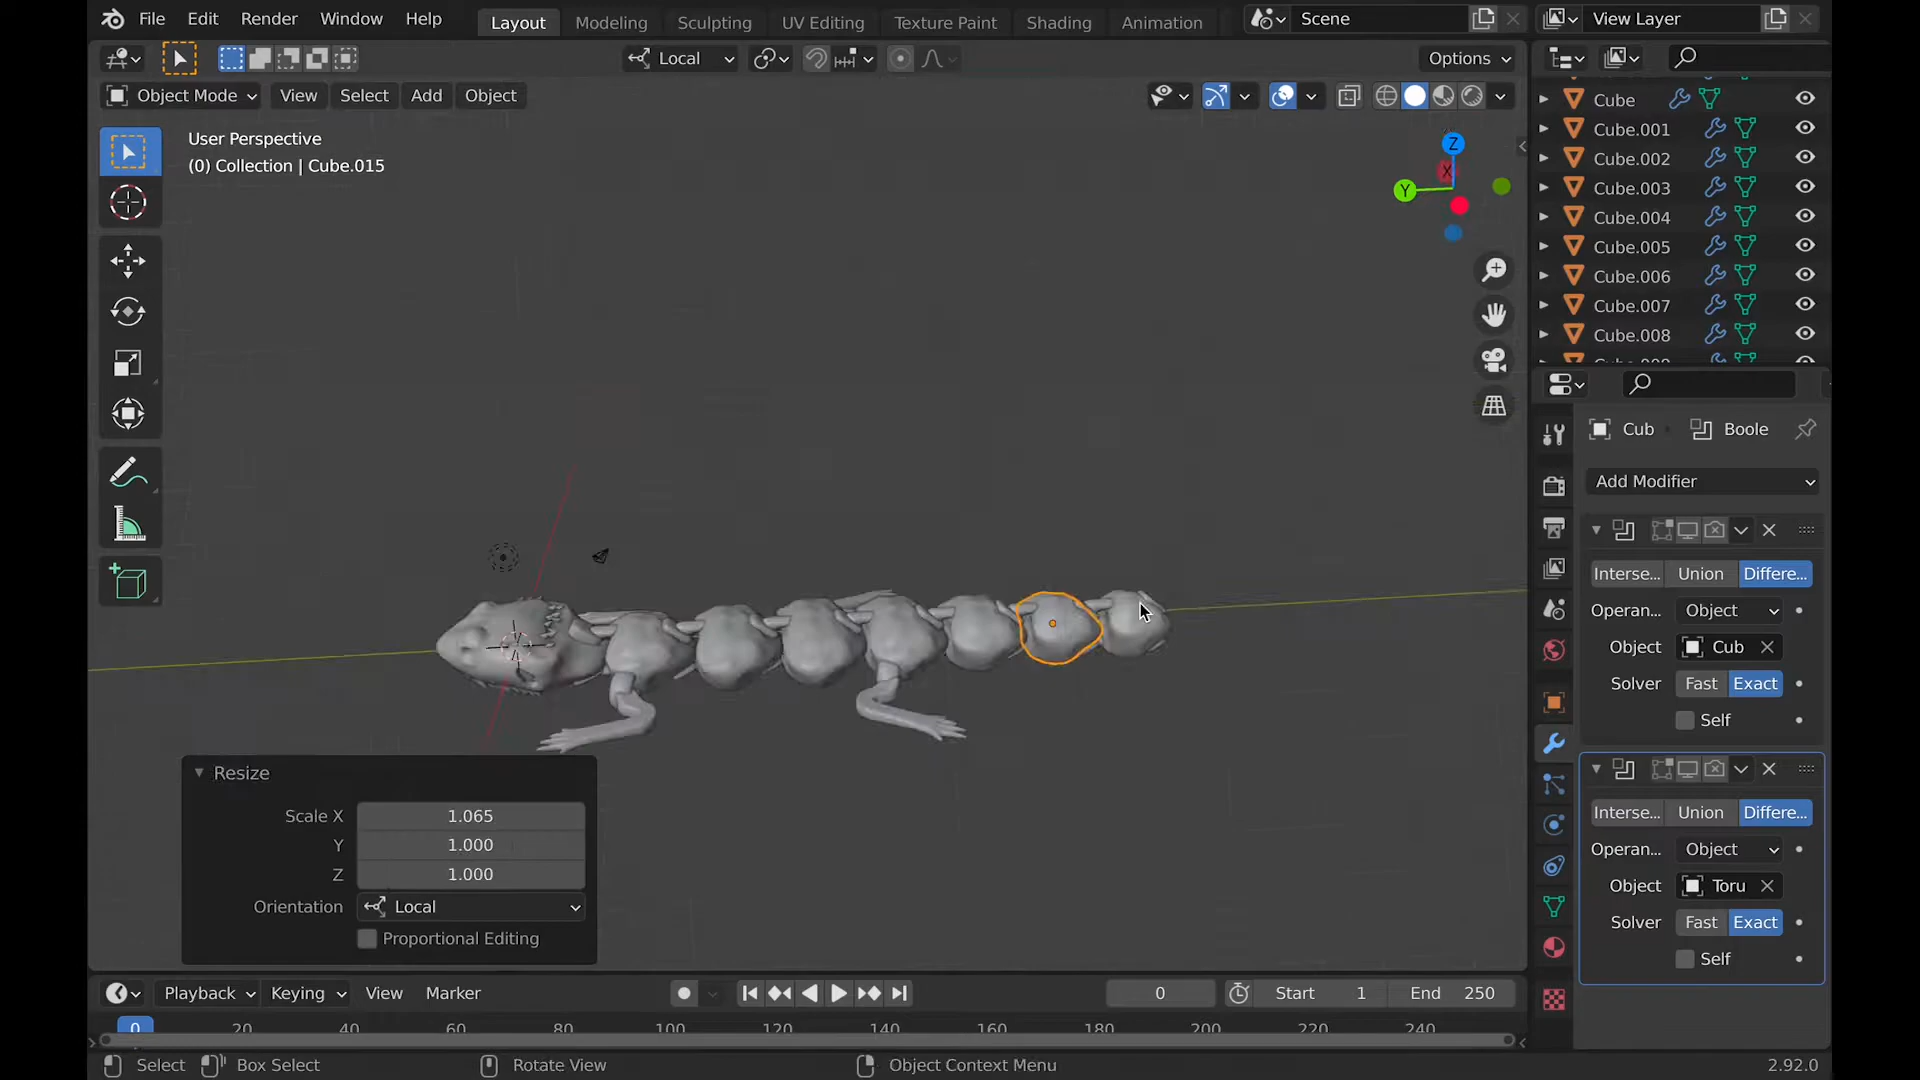 File Edit Render Window Help Layout Modeling Sculpting UV Editing Texture Paint Shading Animation Scene View Layer
Local Options
Object Mode View Select Add Object
User Perspective
(0) Collection | Cube.015
Z
X
Y
Cube
Cube.001
Cube.002
Cube.003
Cube.004
Cube.005
Cube.006
Cube.007
Cube.008
Cub Boole
Add Modifier
Interse... Union Differe...
Operan... Object
Object Cub
Solver Fast Exact
Self
Interse... Union Differe...
Operan... Object
Object Toru
Solver Fast Exact
Self
Resize
Scale X 1.065
Y 1.000
Z 1.000
Orientation Local
Proportional Editing
Playback Keying View Marker 0 Start 1 End 250
0 20 40 60 80 100 120 140 160 180 200 220 240
Select Box Select Rotate View Object Context Menu 2.92.0